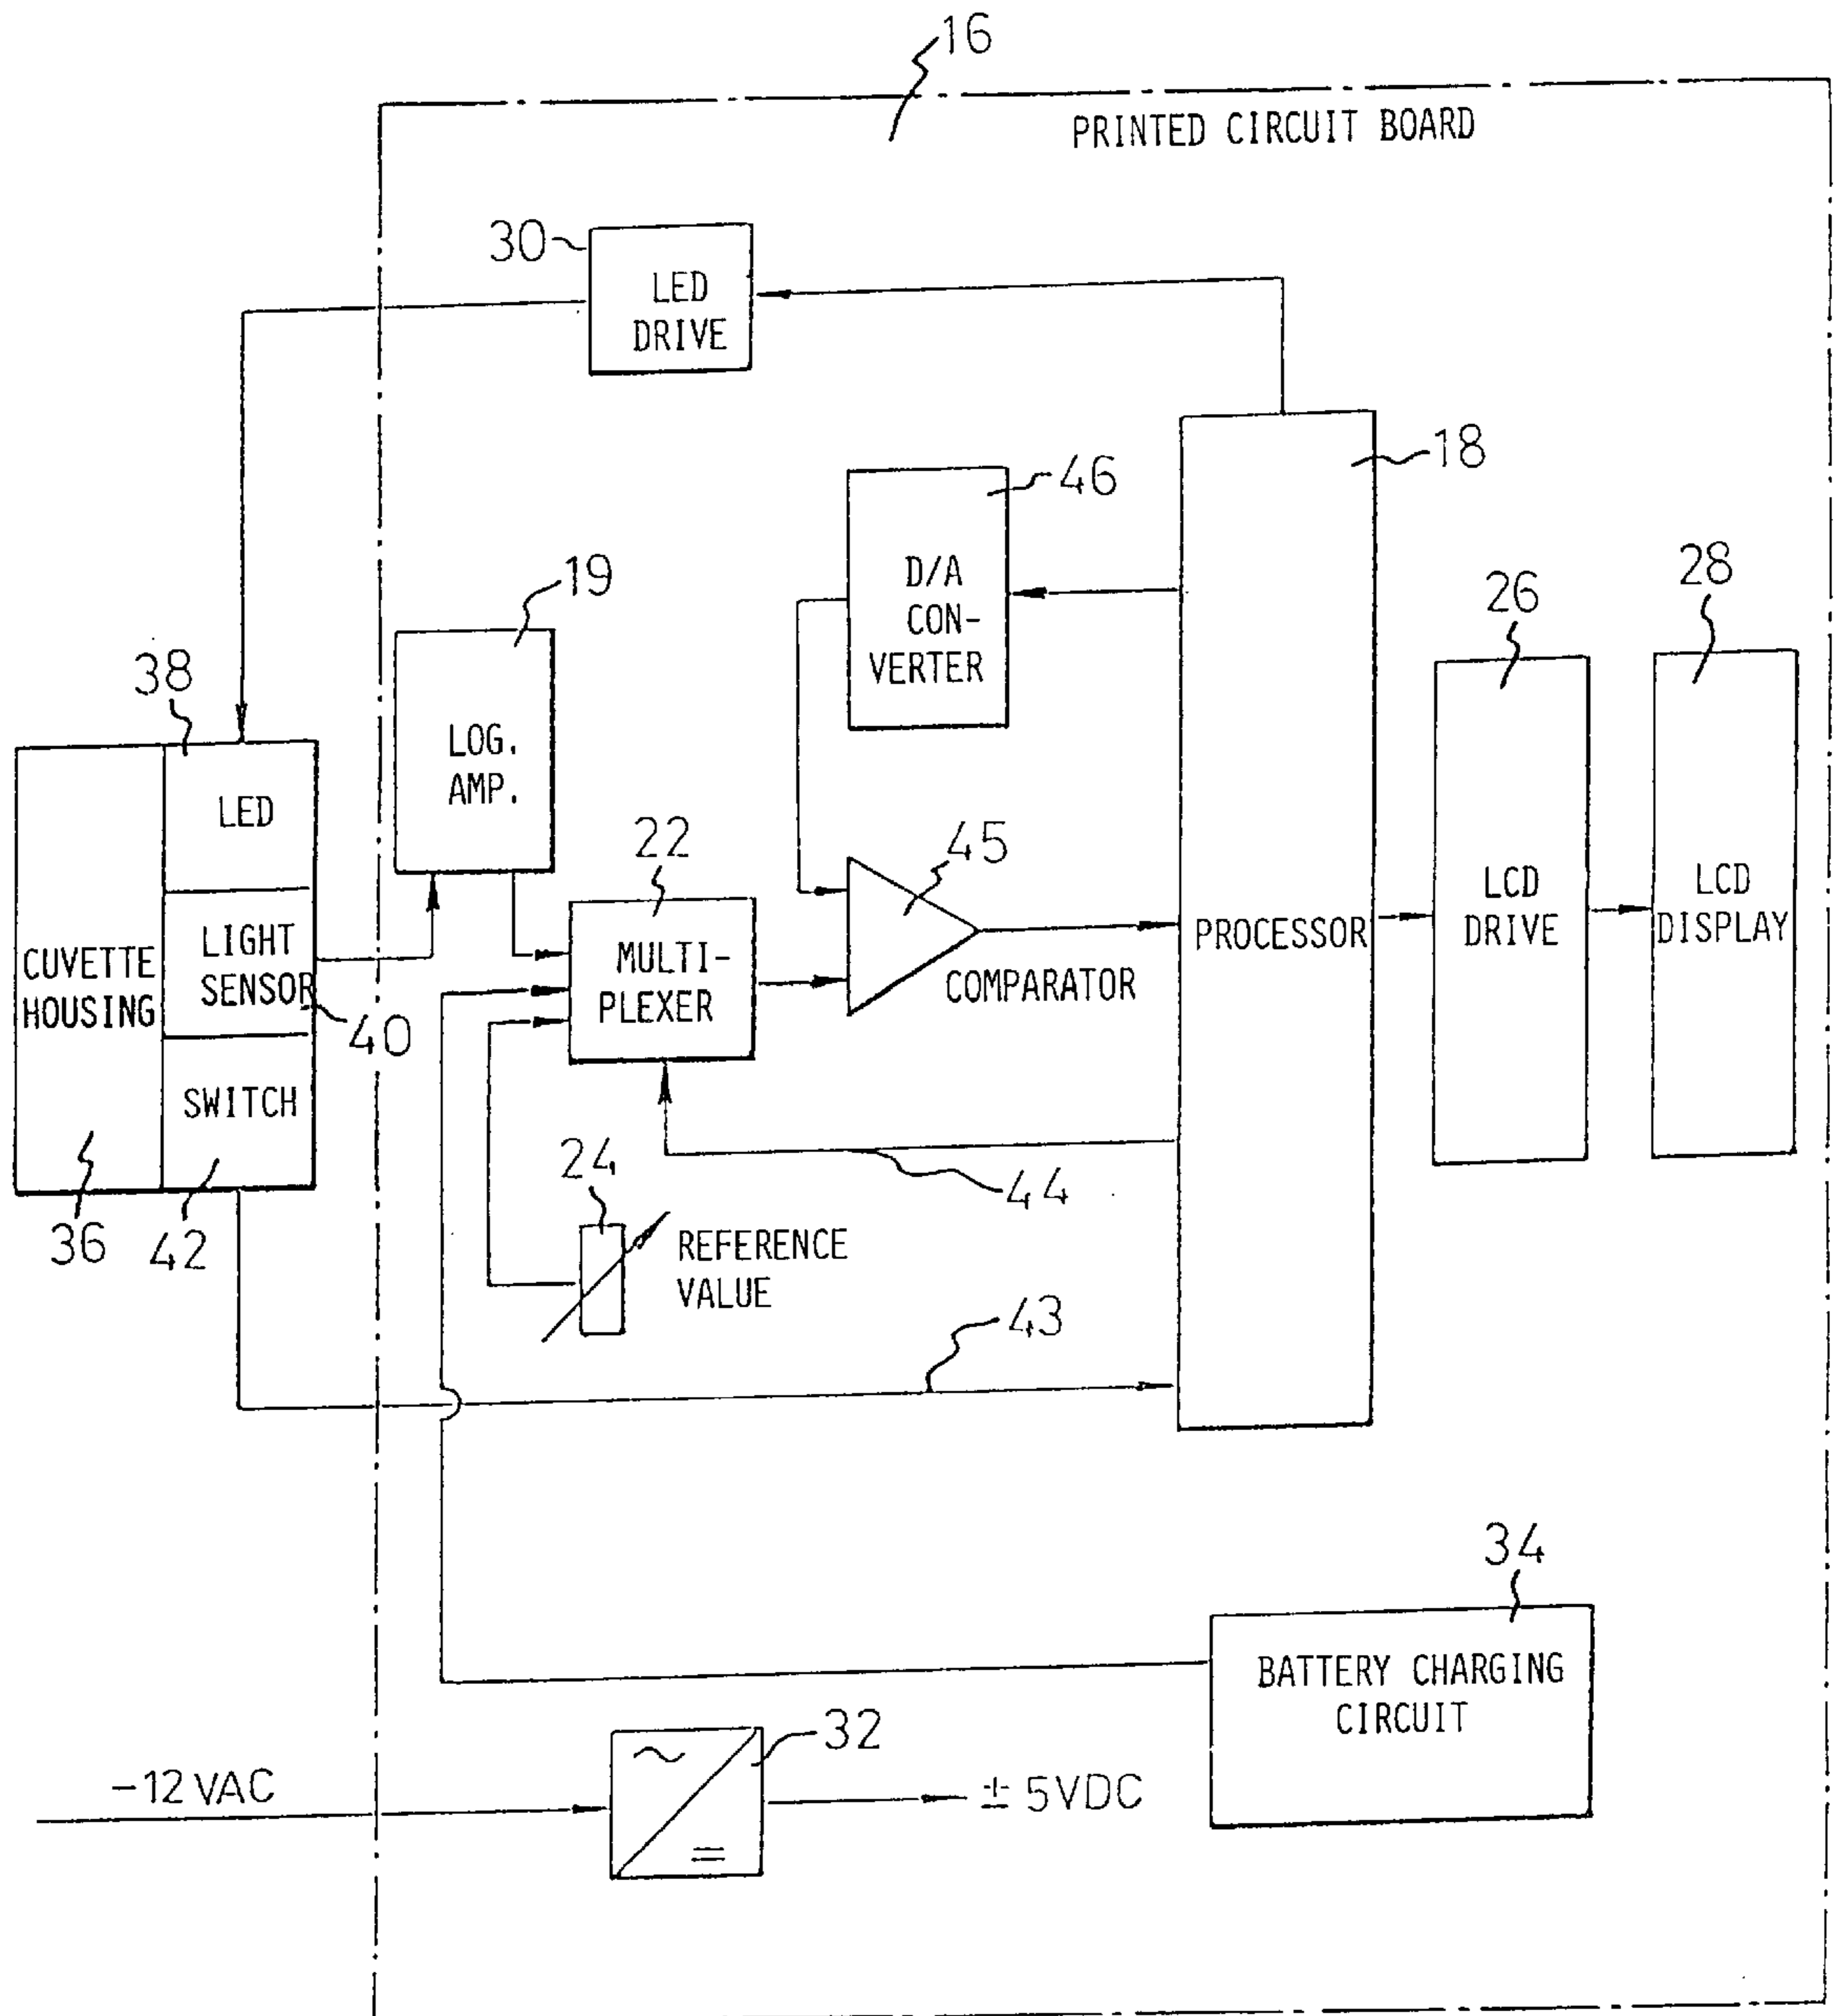 16
PRINTED CIRCUIT BOARD
30
LED
DRIVE
18
46
D/A
CON-
VERTER
19
LOG.
AMP.
26
28
38
LED
LIGHT
SENSOR
40
CUVETTE
HOUSING
SWITCH
36
42
22
MULTI-
PLEXER
45
COMPARATOR
PROCESSOR
LCD
DRIVE
LCD
DISPLAY
24
44
REFERENCE
VALUE
43
34
BATTERY CHARGING
CIRCUIT
32
-12 VAC
± 5VDC